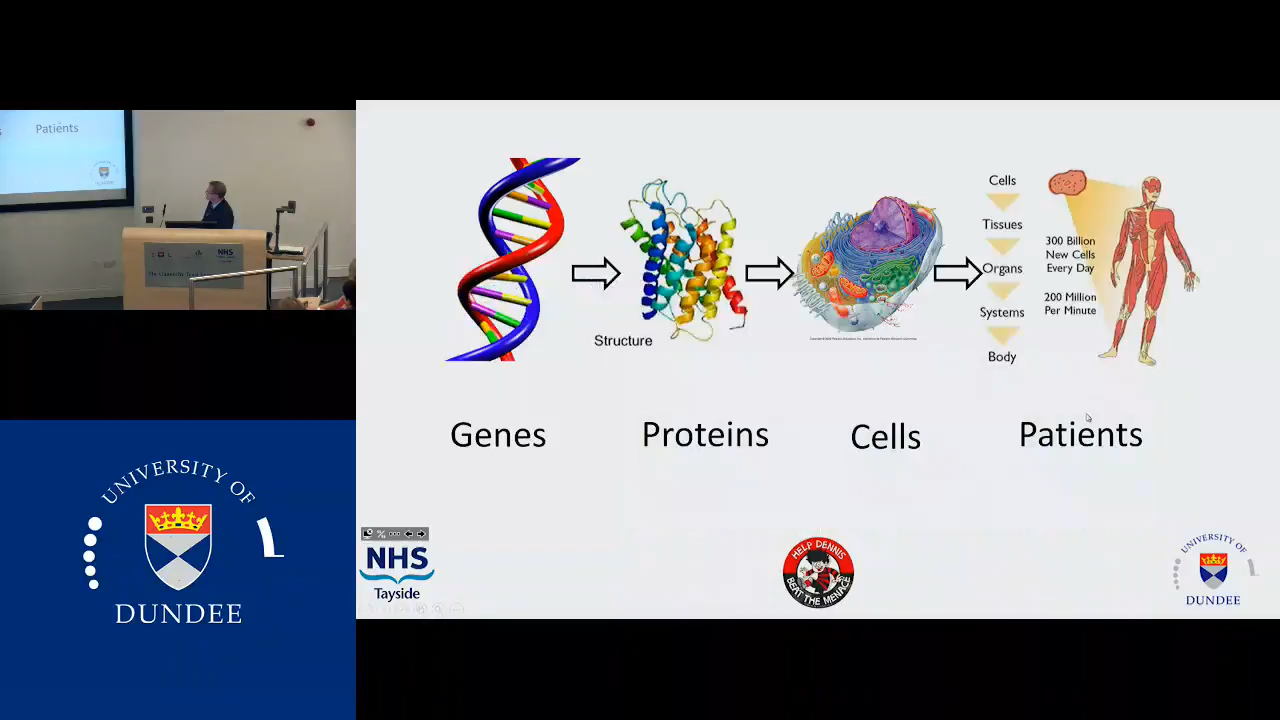 Patients
NHS
UNIVERSITY OF
DUNDEE
Structure
Cells
Tissues
Organs
Systems
Body
300 Billion
New Cells
Every Day
200 Million
Per Minute
Genes
Proteins
Cells
Patients
NHS
Tayside
HELP DENNIS
BEAT THE MENACE
UNIVERSITY OF
DUNDEE